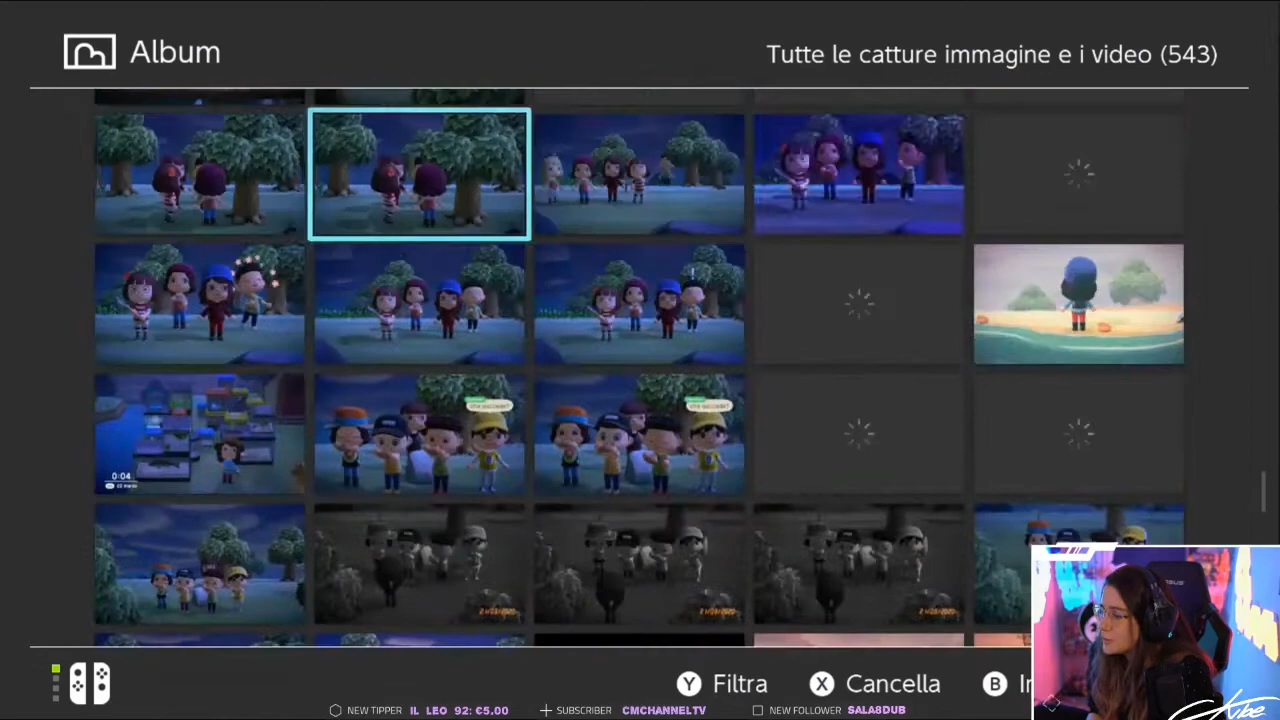 Album
Tutte le catture immagine e i video (543)
0:04
Filtra
Cancella
NEW TIPPER IL LEO 92: €5.00
SUBSCRIBER CMCHANNELTV
NEW FOLLOWER SALA8DUB